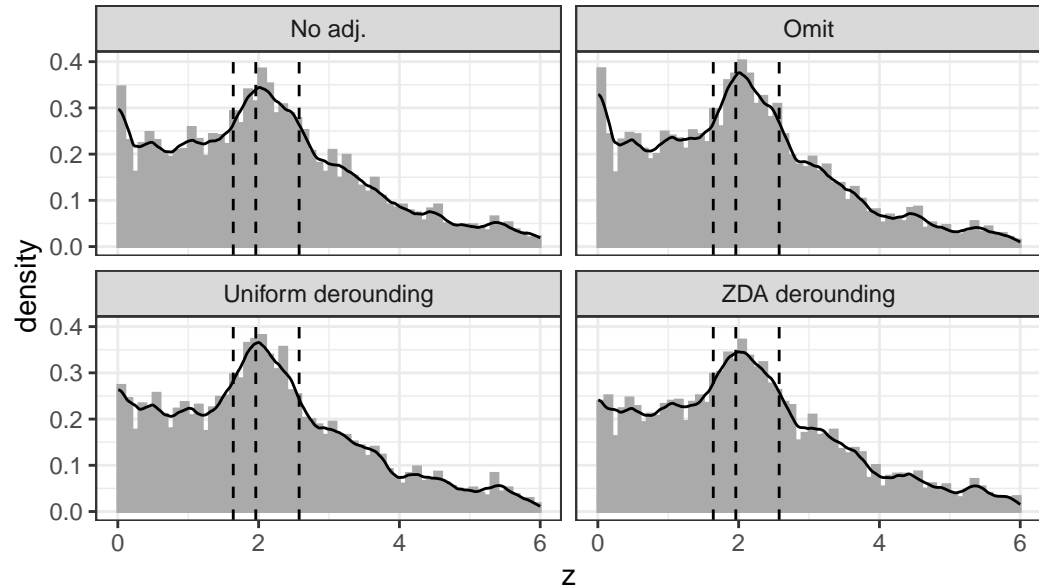 No adj.
Omit
0.4
0.3
0.2
0.1
0.0
density
Uniform derounding
ZDA derounding
0.4
0.3
0.2
0.1
0.0
0 2 4 6 0 2 4 6
z